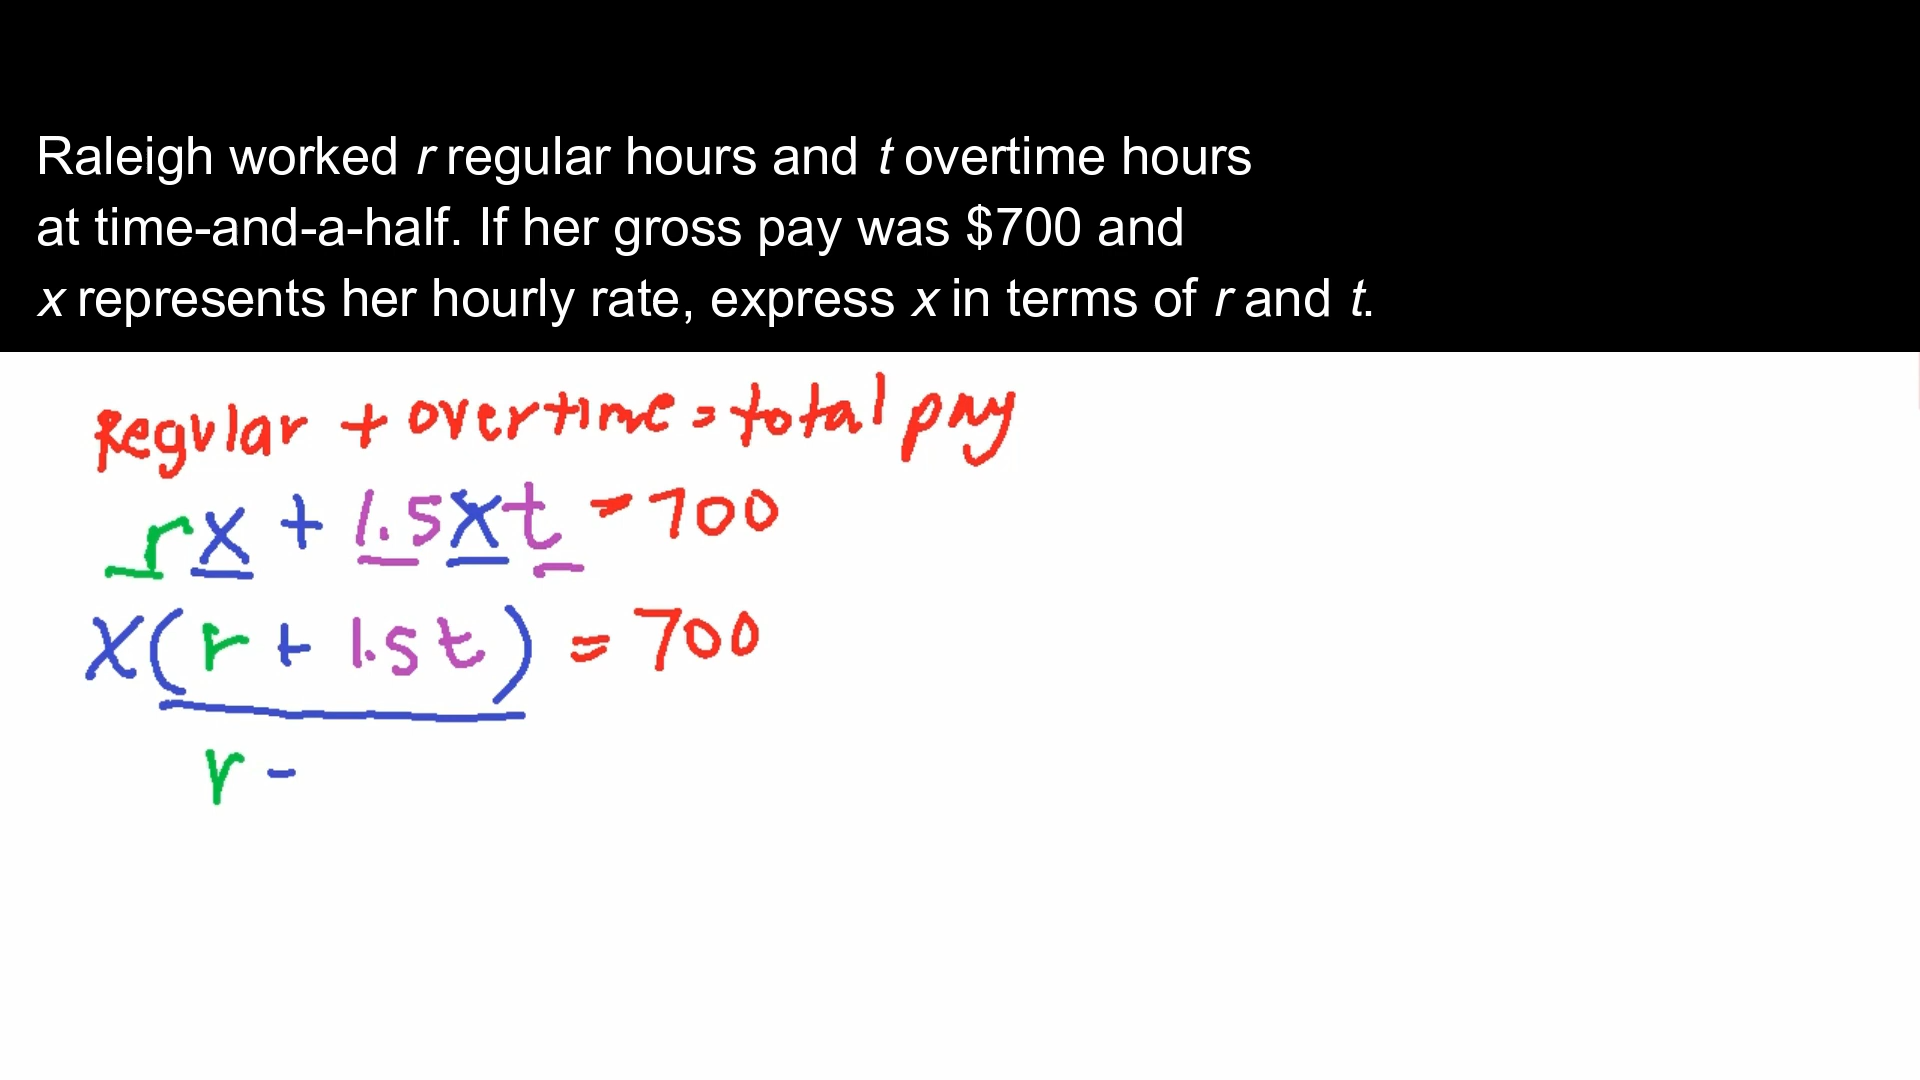 Raleigh worked r regular hours and t overtime hours
at time-and-a-half. If her gross pay was $700 and
x represents her hourly rate, express x in terms of r and t.
Regular + overtime = total pay
rx + 1.5xt = 700
x(r + 1.5t) = 700
r -